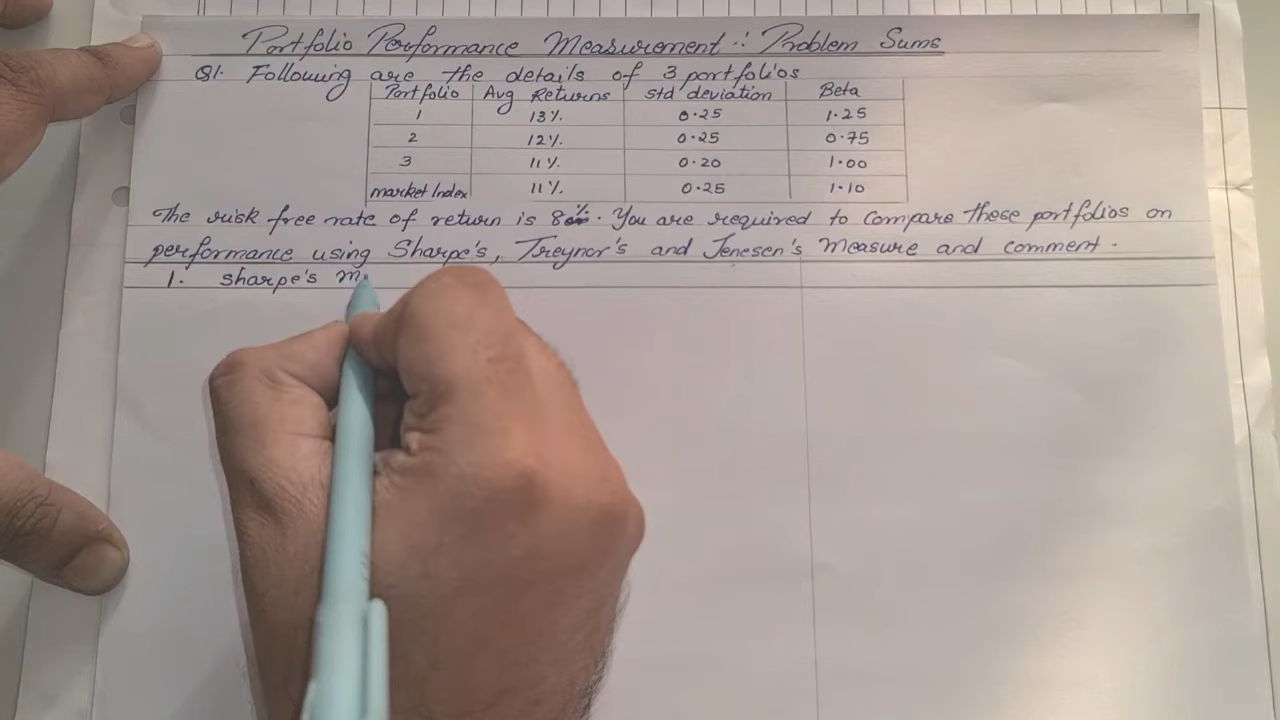 Portfolio Performance Measurement :: Problem Sums
Q1. Following are the details of 3 portfolios
Portfolio Avg Returns Std deviation Beta
1 13%. 0.25 1.25
2 12%. 0.25 0.75
3 11%. 0.20 1.00
market Index 11%. 0.25 1.10
The risk free rate of return is 8%. You are required to compare these portfolios on
performance using Sharpe's, Treynor's and Jenesen's Measure and comment.
1. Sharpe's